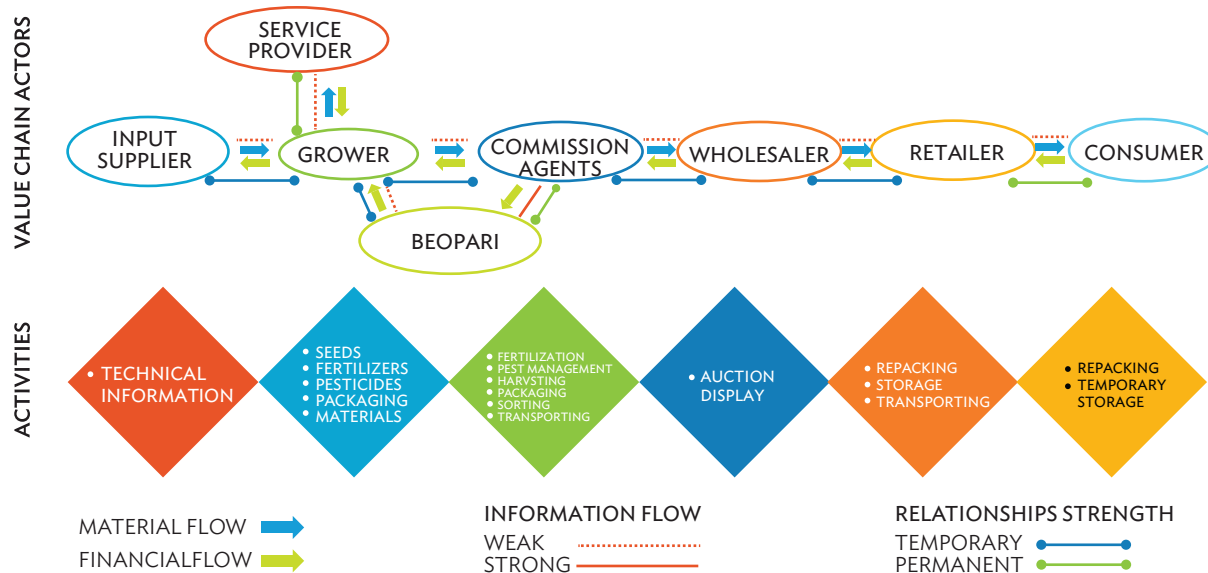 VALUE CHAIN ACTORS
SERVICE
PROVIDER
INPUT
SUPPLIER
GROWER
COMMISSION
AGENTS
WHOLESALER
RETAILER
CONSUMER
BEOPARI
ACTIVITIES
• TECHNICAL
INFORMATION
• SEEDS
• FERTILIZERS
• PESTICIDES
• PACKAGING
• MATERIALS
• FERTILIZATION
• PEST MANAGEMENT
• HARVSTING
• PACKAGING
• SORTING
• TRANSPORTING
• AUCTION
DISPLAY
• REPACKING
• STORAGE
• TRANSPORTING
• REPACKING
• TEMPORARY
STORAGE
MATERIAL FLOW
FINANCIALFLOW
INFORMATION FLOW
WEAK
STRONG
RELATIONSHIPS STRENGTH
TEMPORARY
PERMANENT